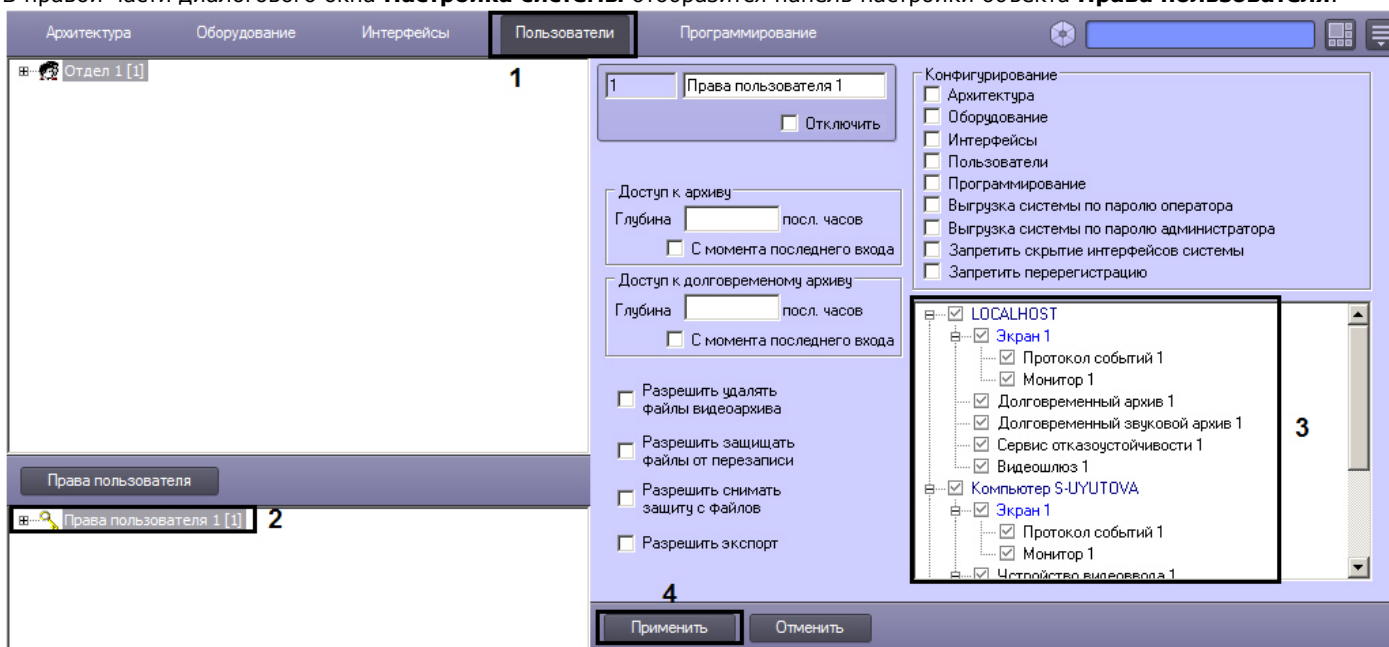 В правой части диалогового окна Настройка системы отобразится панель настройки объекта Права пользователя.
Архитектура Оборудование Интерфейсы Пользователи Программирование
1
Отдел 1 [1]
Права пользователя
Права пользователя 1 [1] 2
1 Права пользователя 1
Отключить
Доступ к архиву
Глубина посл. часов
С момента последнего входа
Доступ к долговременому архиву
Глубина посл. часов
С момента последнего входа
Разрешить удалять
файлы видеоархива
Разрешить защищать
файлы от перезаписи
Разрешить снимать
защиту с файлов
Разрешить экспорт
Конфигурирование
Архитектура
Оборудование
Интерфейсы
Пользователи
Программирование
Выгрузка системы по паролю оператора
Выгрузка системы по паролю администратора
Запретить скрытие интерфейсов системы
Запретить перерегистрацию
LOCALHOST
Экран 1
Протокол событий 1
Монитор 1
Долговременный архив 1
Долговременный звуковой архив 1
3
Сервис отказоустойчивости 1
Видеошлюз 1
Компьютер S-UYUTOVA
Экран 1
Протокол событий 1
Монитор 1
Устройство видеоввода 1
4
Применить Отменить